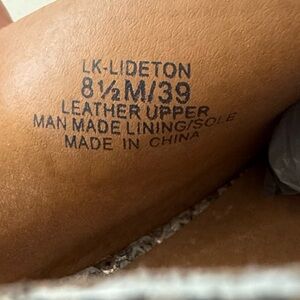 LK-LIDETON
8½M/39
LEATHER UPPER
MAN MADE LINING/SOLE
MADE IN CHINA